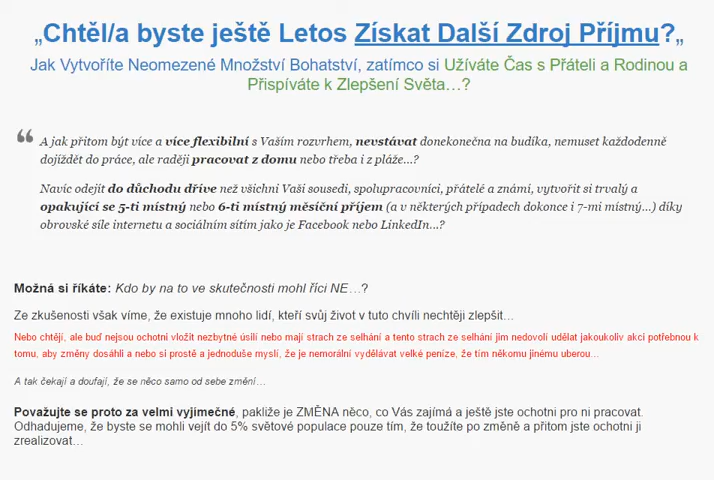 „Chtěl/a byste ještě Letos Získat Další Zdroj Příjmu?„
Jak Vytvoříte Neomezené Množství Bohatství, zatímco si Užíváte Čas s Přáteli a Rodinou a
Přispíváte k Zlepšení Světa…?
“ A jak přitom být více a více flexibilní s Vaším rozvrhem, nevstávat donekonečna na budíka, nemuset každodenně
dojíždět do práce, ale raději pracovat z domu nebo třeba i z pláže…?
Navíc odejít do důchodu dříve než všichni Vaši sousedi, spolupracovníci, přátelé a známí, vytvořit si trvalý a
opakující se 5-ti místný nebo 6-ti místný měsíční příjem (a v některých případech dokonce i 7-mi místný…) díky
obrovské síle internetu a sociálním sítím jako je Facebook nebo LinkedIn…?
Možná si říkáte: Kdo by na to ve skutečnosti mohl říci NE…?
Ze zkušenosti však víme, že existuje mnoho lidí, kteří svůj život v tuto chvíli nechtějí zlepšit…
Nebo chtějí, ale buď nejsou ochotni vložit nezbytné úsilí nebo mají strach ze selhání a tento strach ze selhání jim nedovolí udělat jakoukoliv akci potřebnou k
tomu, aby změny dosáhli a nebo si prostě a jednoduše myslí, že je nemorální vydělávat velké peníze, že tím někomu jinému uberou…
A tak čekají a doufají, že se něco samo od sebe změní…
Považujte se proto za velmi vyjímečné, pakliže je ZMĚNA něco, co Vás zajímá a ještě jste ochotni pro ni pracovat.
Odhadujeme, že byste se mohli vejít do 5% světové populace pouze tím, že toužíte po změně a přitom jste ochotni ji
zrealizovat…